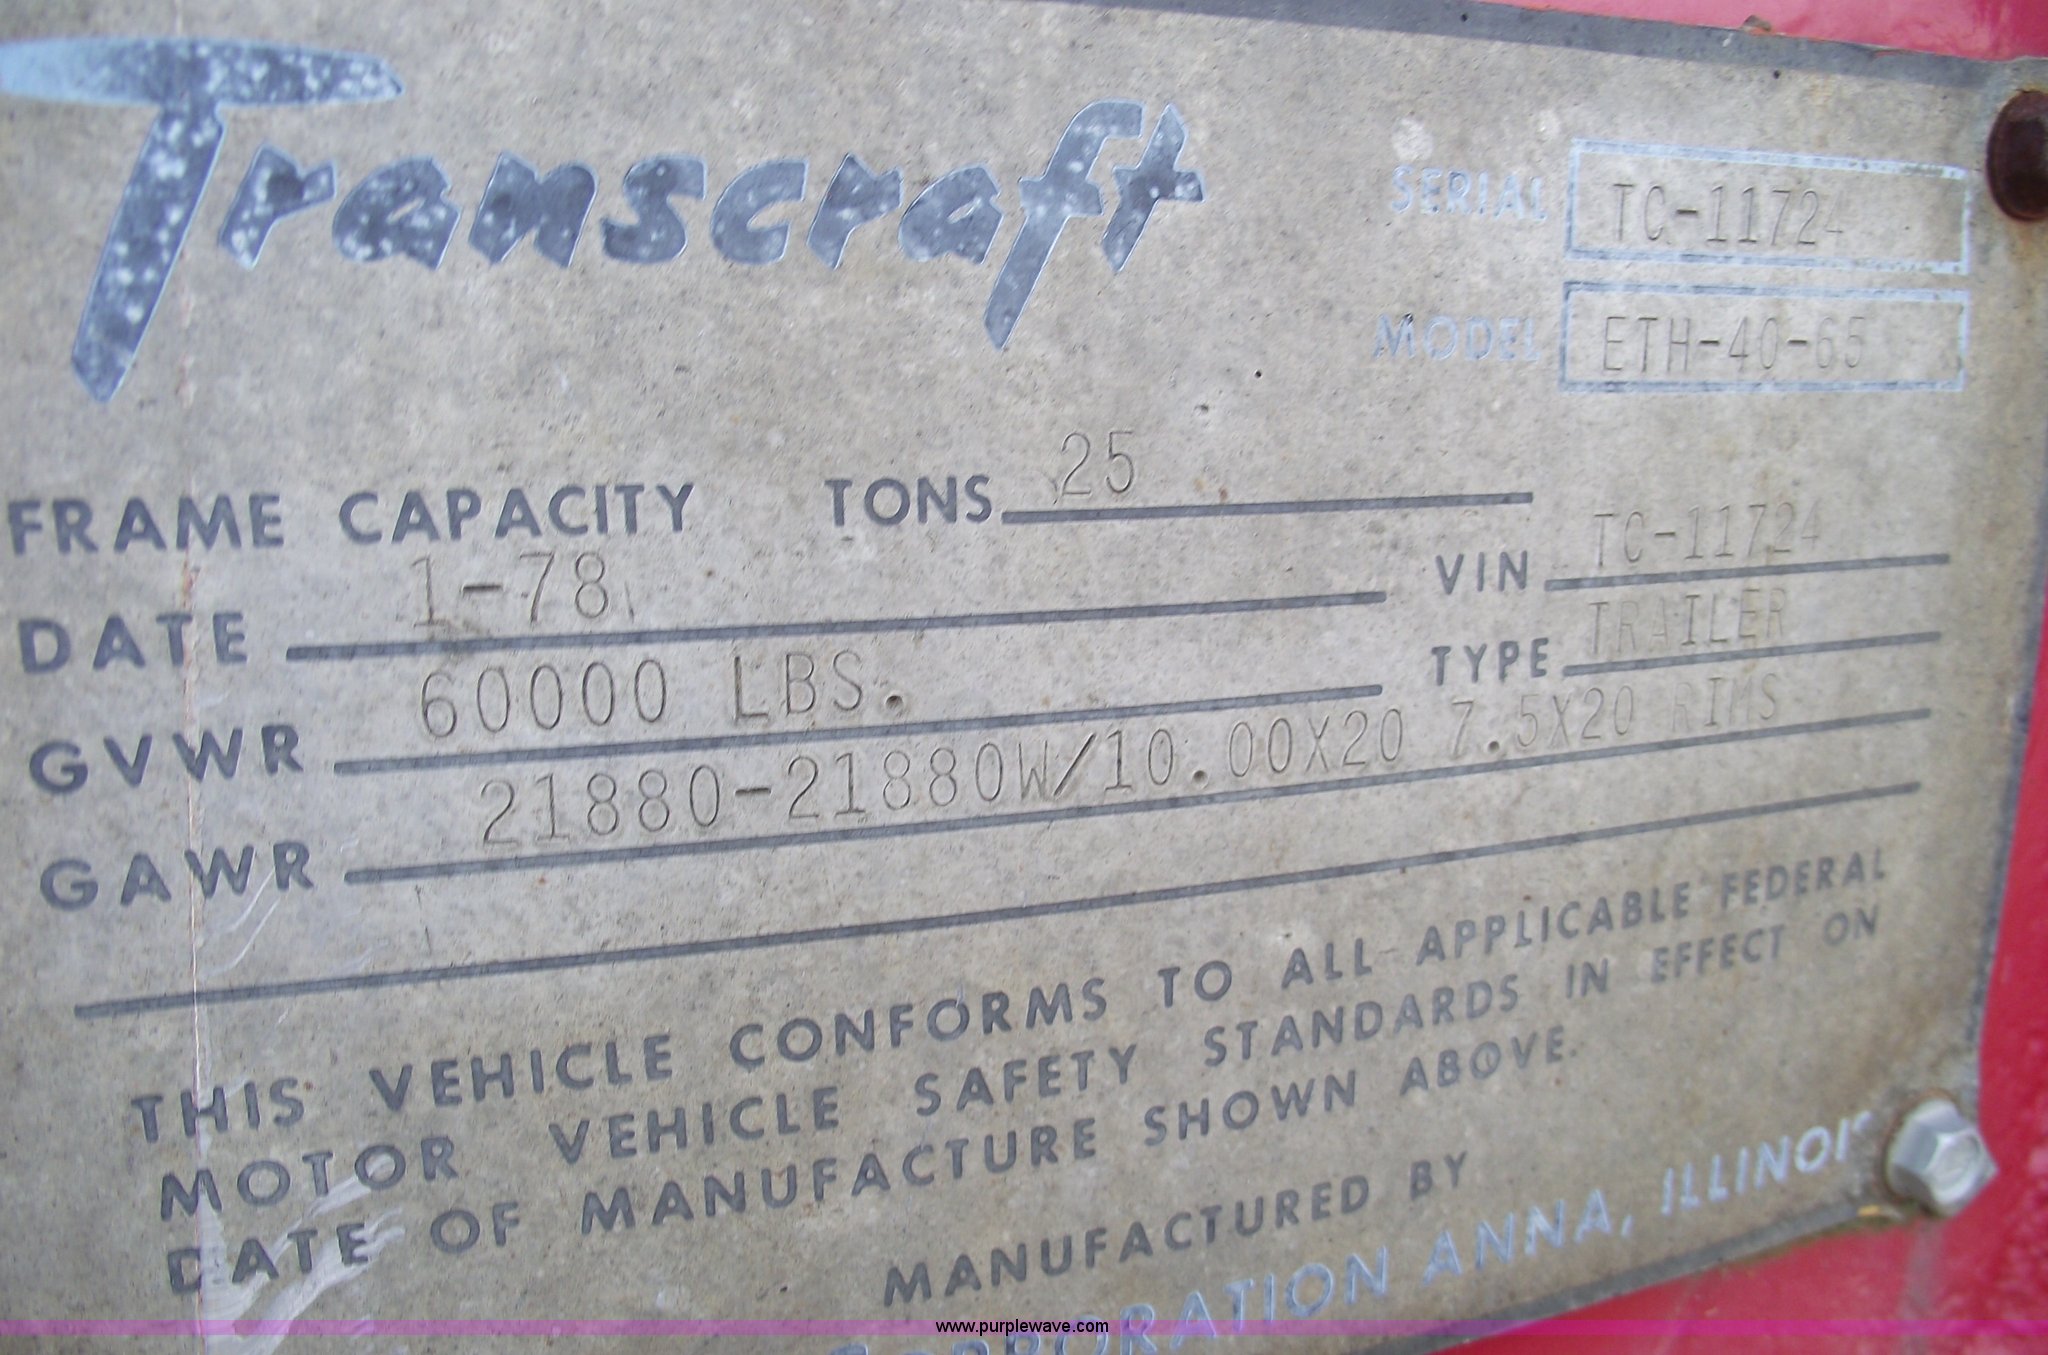 Transcraft
SERIAL TC-11724
MODEL ETH-40-65
FRAME CAPACITY TONS 25
DATE 1-78 VIN TC-11724
GVWR 60000 LBS. TYPE TRAILER
GAWR 21880-21880W/10.00X20 7.5X20 RIMS
THIS VEHICLE CONFORMS TO ALL APPLICABLE FEDERAL
MOTOR VEHICLE SAFETY STANDARDS IN EFFECT ON
DATE OF MANUFACTURE SHOWN ABOVE.
MANUFACTURED BY
CORPORATION ANNA, ILLINOIS
www.purplewave.com